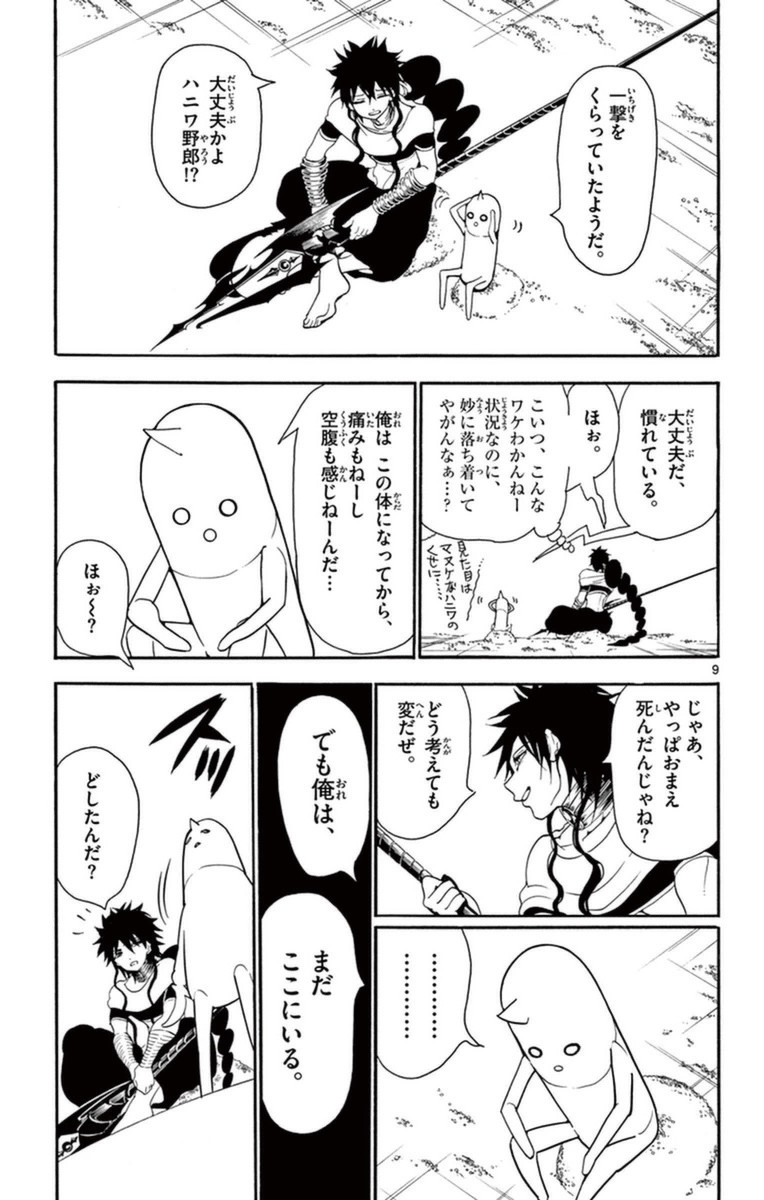 一撃を
くらっていたようだ。
大丈夫かよ
ハニワ野郎!?
大丈夫だ、
慣れている。
ほぉ。
こいつ、こんな
ワケわかんねー
状況なのに、
妙に落ち着いて
やがんなぁ…?
見た目は
マヌケなハニワの
くせに……
俺は この体になってから、
痛みもねーし
空腹も感じねーんだ…
ほぉ〜?
9
じゃあ、
やっぱおまえ
死んだんじゃね?
どう考えても
変だぜ。
………
………
でも俺は、
まだ
ここにいる。
ズッ
どしたんだ?